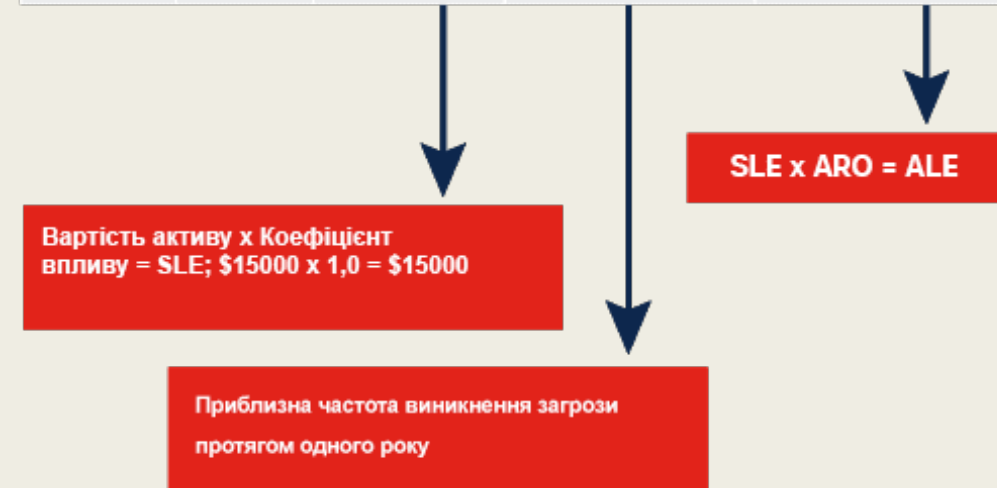 SLE x ARO = ALE
Вартість активу x Коефіцієнт
впливу = SLE; $15000 x 1,0 = $15000
Приблизна частота виникнення загрози
протягом одного року